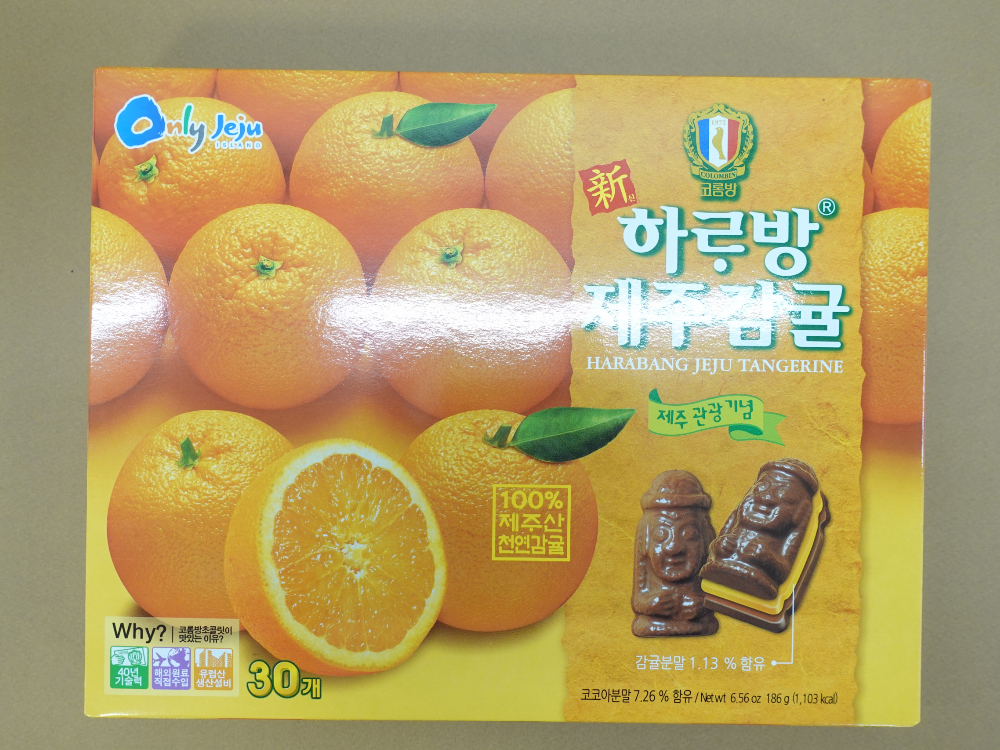 Only Jeju
ISLAND
1972
COLOMBIN
코롬방
新
신
하루방®
제주감귤
HARABANG JEJU TANGERINE
제주 관광기념
100%
제주산
천연감귤
Why? 코롬방초콜릿이
맛있는 이유?
40년
기술력
해외원료
직접수입
유럽산
생산설비
30개
감귤분말 1.13 % 함유
코코아분말 7.26 % 함유 / Net wt 6.56 oz 186 g (1,103 kcal)